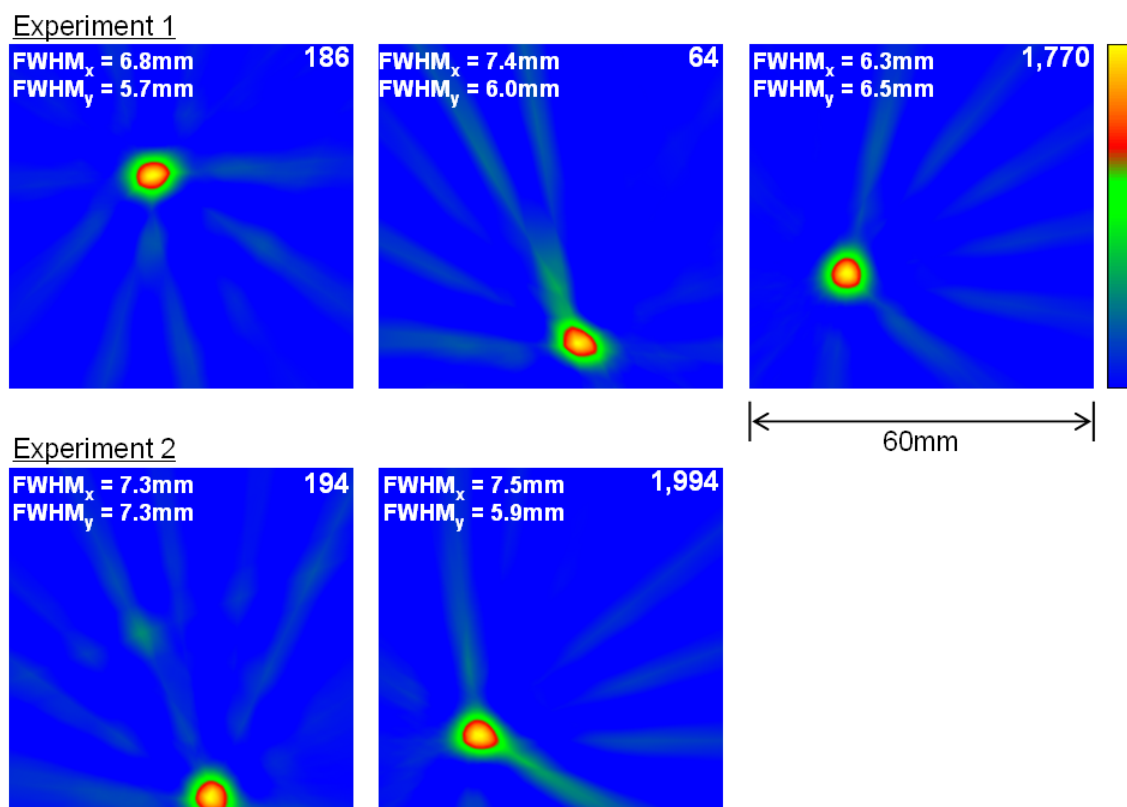 Experiment 1
FWHMx = 6.8mm
FWHMy = 5.7mm
186
FWHMx = 7.4mm
FWHMy = 6.0mm
64
FWHMx = 6.3mm
FWHMy = 6.5mm
1,770
60mm
Experiment 2
FWHMx = 7.3mm
FWHMy = 7.3mm
194
FWHMx = 7.5mm
FWHMy = 5.9mm
1,994